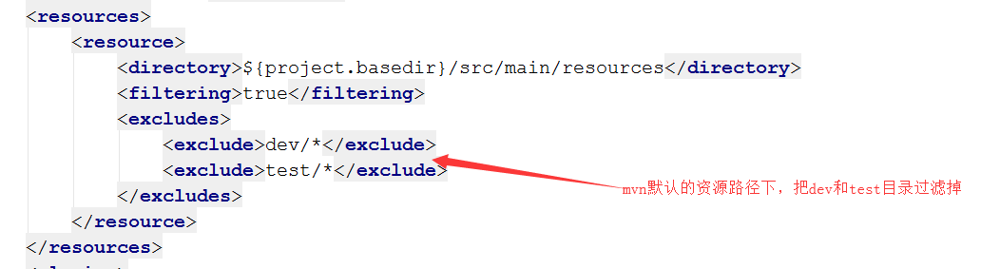 <resources>
<resource>
<directory>${project.basedir}/src/main/resources</directory>
<filtering>true</filtering>
<excludes>
<exclude>dev/*</exclude>
<exclude>test/*</exclude>
mvn默认的资源路径下，把dev和test目录过滤掉
</excludes>
</resource>
</resources>